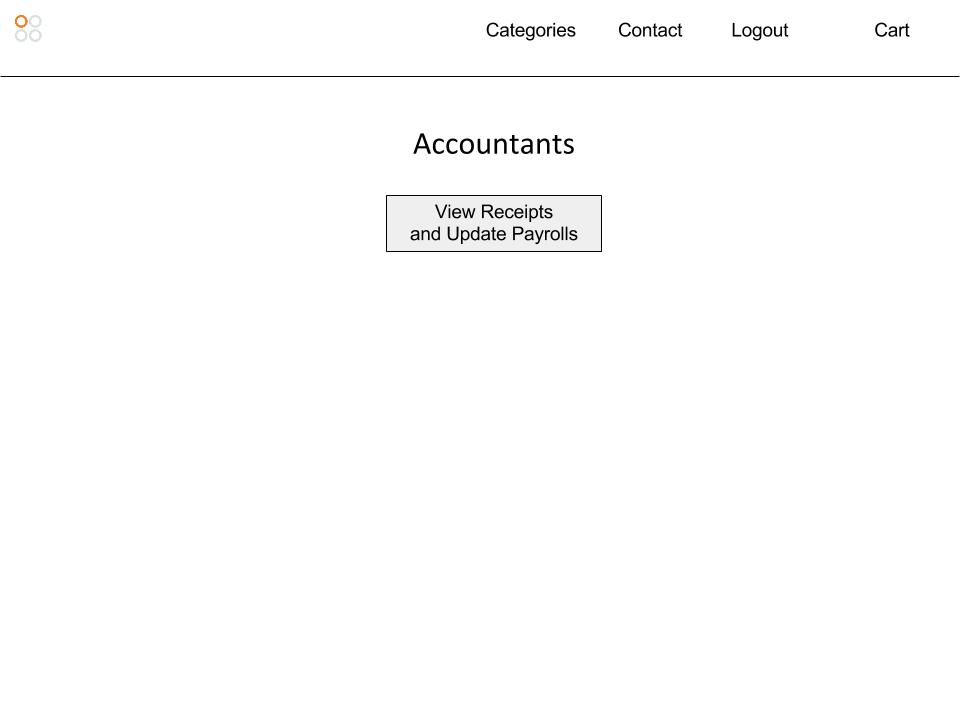 Categories Contact Logout Cart
Accountants
View Receipts
and Update Payrolls